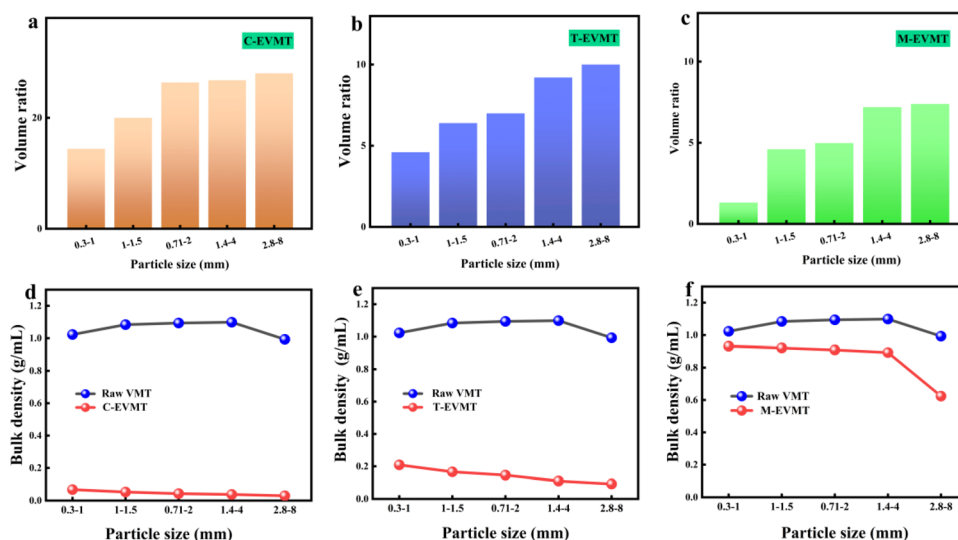 a
C-EVMT
Volume ratio
20
0
0.3-1
1-1.5
0.71-2
1.4-4
2.8-8
Particle size (mm)
b
T-EVMT
Volume ratio
10
5
0
0.3-1
1-1.5
0.71-2
1.4-4
2.8-8
Particle size (mm)
c
M-EVMT
Volume ratio
10
5
0
0.3-1
1-1.5
0.71-2
1.4-4
2.8-8
Particle size (mm)
d
Bulk density (g/mL)
1.2
1.0
0.8
0.6
0.4
0.2
0.0
Raw VMT
C-EVMT
0.3-1
1-1.5
0.71-2
1.4-4
2.8-8
Particle size (mm)
e
Bulk density (g/mL)
1.2
1.0
0.8
0.6
0.4
0.2
0.0
Raw VMT
T-EVMT
0.3-1
1-1.5
0.71-2
1.4-4
2.8-8
Particle size (mm)
f
Bulk density (g/mL)
1.2
1.0
0.8
0.6
0.4
0.2
0.0
Raw VMT
M-EVMT
0.3-1
1-1.5
0.71-2
1.4-4
2.8-8
Particle size (mm)